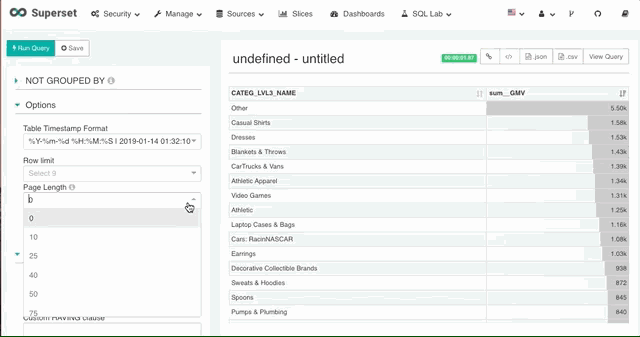 Superset Security Manage Sources Slices Dashboards SQL Lab
Run Query Save
NOT GROUPED BY
Options
Table Timestamp Format
%Y-%m-%d %H:%M:%S | 2019-01-14 01:32:10
Row limit
Select 9
Page Length
0
0
10
25
40
50
75
Custom HAVING clause
undefined - untitled
00:00:01.07 .json .csv View Query
CATEG_LVL3_NAME sum__GMV
Other 5.50k
Casual Shirts 1.58k
Dresses 1.53k
Blankets & Throws 1.43k
CarTrucks & Vans 1.39k
Athletic Apparel 1.34k
Video Games 1.31k
Athletic 1.25k
Laptop Cases & Bags 1.16k
Cars: RacinNASCAR 1.08k
Earrings 1.03k
Decorative Collectible Brands 938
Sweats & Hoodies 872
Spoons 845
Pumps & Plumbing 840